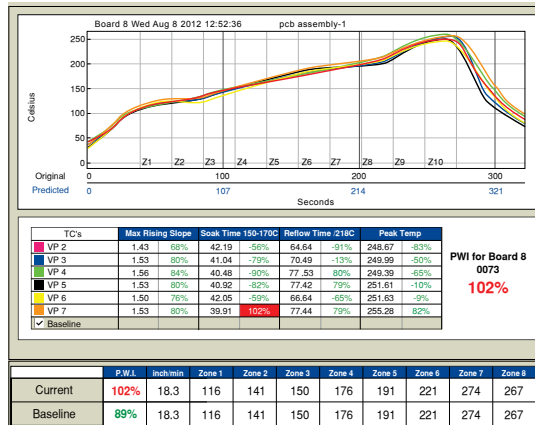 Board 8 Wed Aug 8 2012 12:52:36 pcb assembly-1
Celsius
250
200
150
100
50
0
Z1 Z2 Z3 Z4 Z5 Z6 Z7 Z8 Z9 Z10
Original 0 100 200 300
Predicted 0 107 214 321
Seconds
TC's Max Rising Slope Soak Time 150-170C Reflow Time /218C Peak Temp
VP 2 1.43 68% 42.19 -56% 64.64 -91% 248.67 -83%
VP 3 1.53 80% 41.04 -79% 70.49 -13% 249.99 -50%
VP 4 1.56 84% 40.48 -90% 77 .53 80% 249.39 -65%
VP 5 1.53 80% 40.92 -82% 77.42 79% 251.61 -10%
VP 6 1.50 76% 42.05 -59% 66.64 -65% 251.63 -9%
VP 7 1.53 80% 39.91 102% 77.44 79% 255.28 82%
Baseline
PWI for Board 8
0073
102%
P.W.I. Inch/min Zone 1 Zone 2 Zone 3 Zone 4 Zone 5 Zone 6 Zone 7 Zone 8
Current 102% 18.3 116 141 150 176 191 221 274 267
Baseline 89% 18.3 116 141 150 176 191 221 274 267